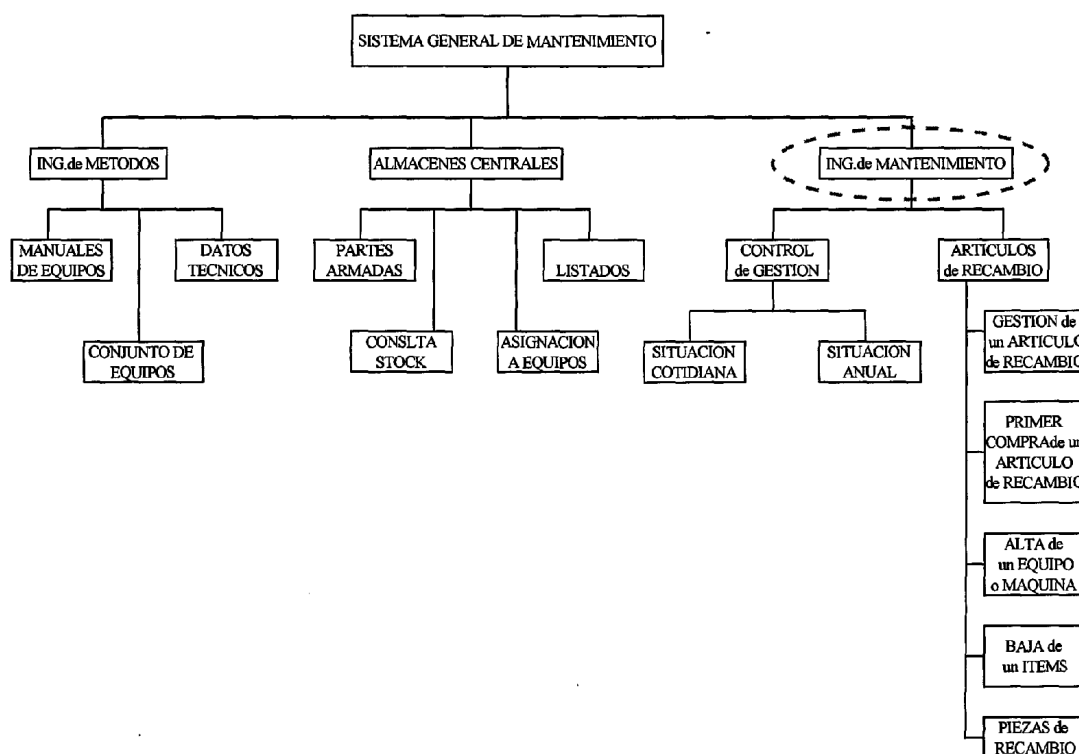 SISTEMA GENERAL DE MANTENIMIENTO
ING.de METODOS
ALMACENES CENTRALES
ING.de MANTENIMIENTO
MANUALES
DE EQUIPOS
DATOS
TECNICOS
PARTES
ARMADAS
LISTADOS
CONTROL
de GESTION
ARTICULOS
de RECAMBIO
CONJUNTO DE
EQUIPOS
CONSLTA
STOCK
ASIGNACION
A EQUIPOS
SITUACION
COTIDIANA
SITUACION
ANUAL
GESTION de
un ARTICULO
de RECAMBIO
PRIMER
COMPRAde un
ARTICULO
de RECAMBIO
ALTA de
un EQUIPO
o MAQUINA
BAJA de
un ITEMS
PIEZAS de
RECAMBIO